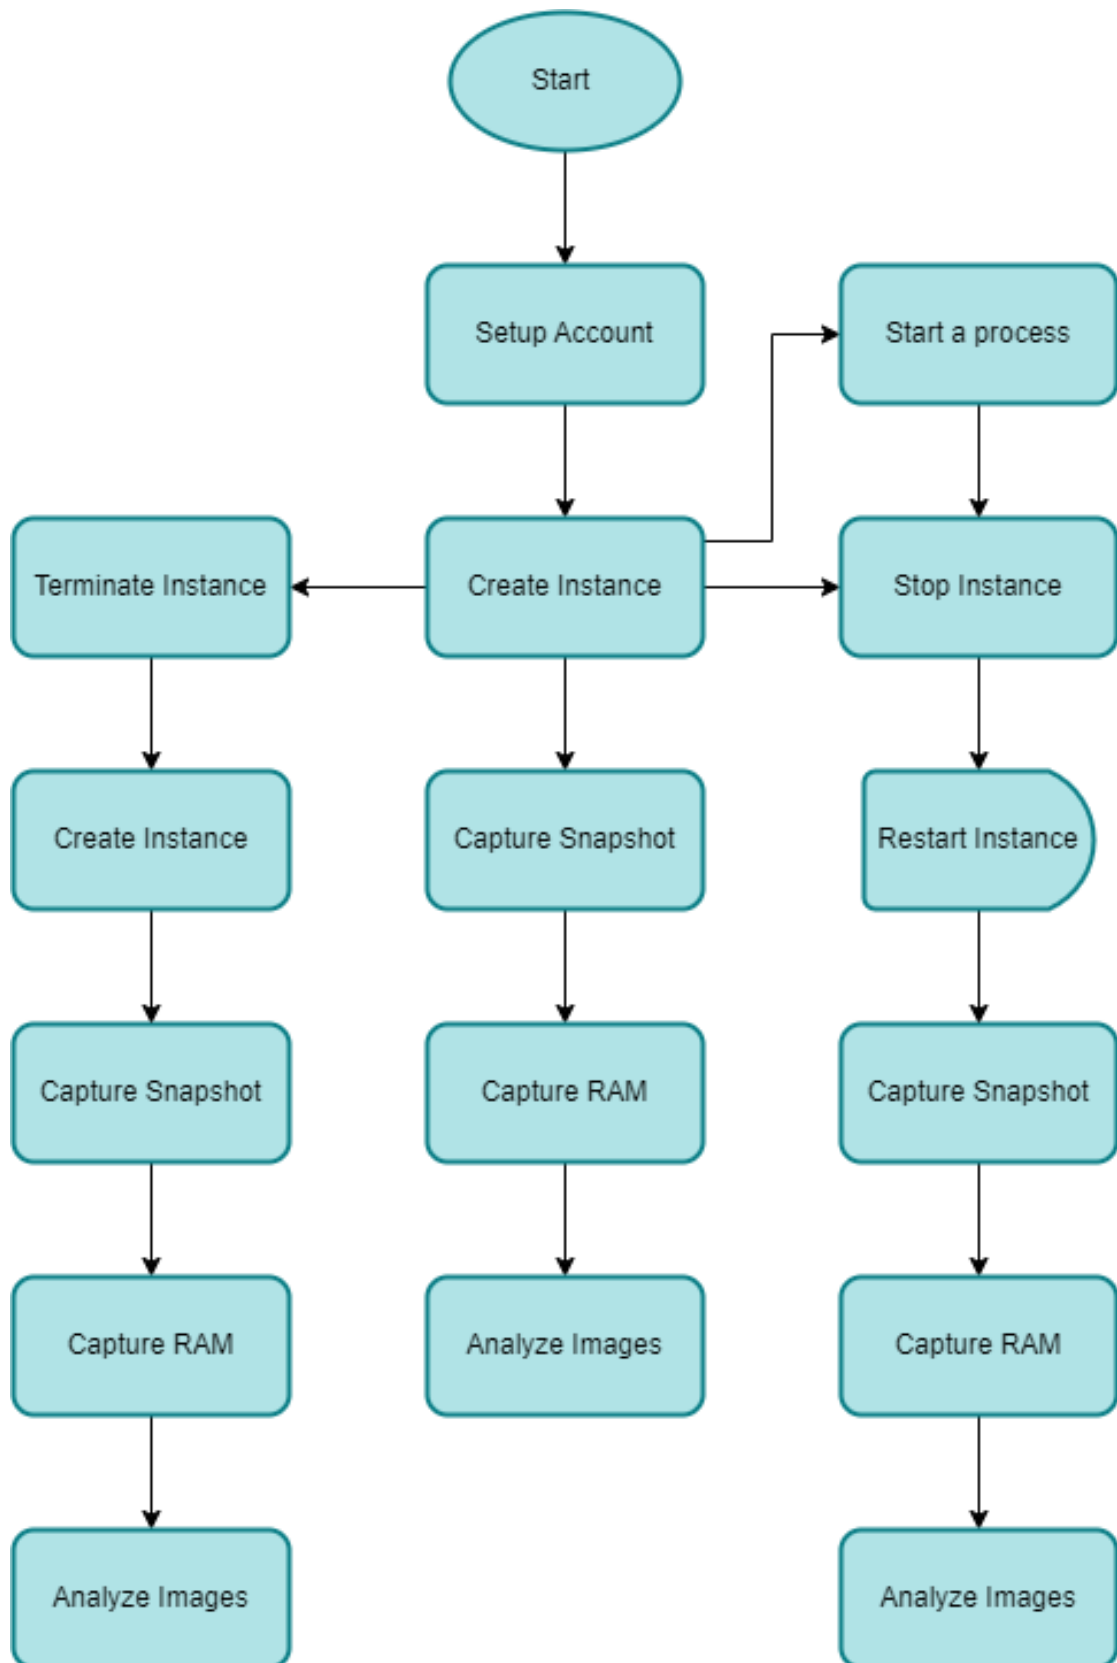 Start
Setup Account
Start a process
Terminate Instance
Create Instance
Stop Instance
Create Instance
Capture Snapshot
Restart Instance
Capture Snapshot
Capture RAM
Capture Snapshot
Capture RAM
Analyze Images
Capture RAM
Analyze Images
Analyze Images